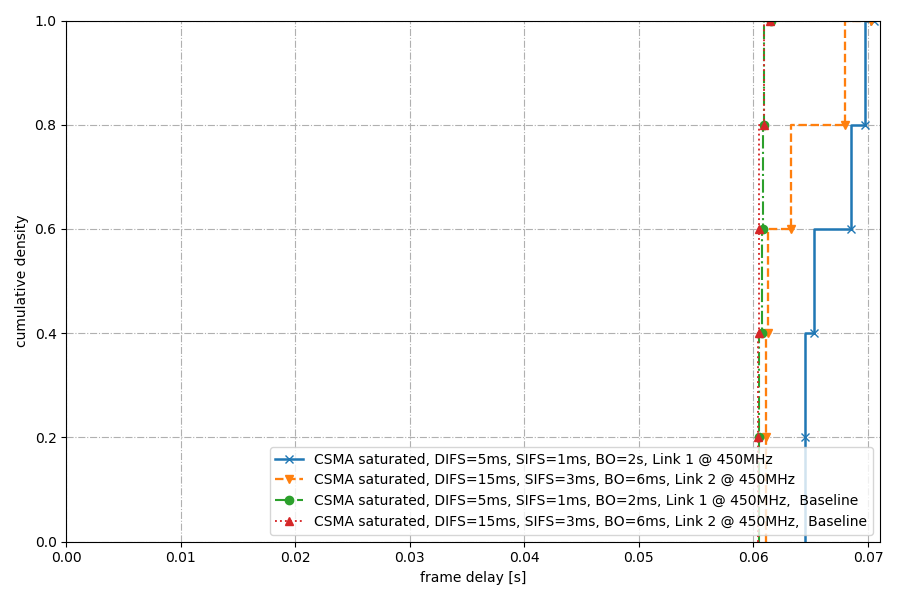 1.0
0.8
0.6
0.4
0.2
0.0
cumulative density
0.00 0.01 0.02 0.03 0.04 0.05 0.06 0.07
frame delay [s]
CSMA saturated, DIFS=5ms, SIFS=1ms, BO=2s, Link 1 @ 450MHz
CSMA saturated, DIFS=15ms, SIFS=3ms, BO=6ms, Link 2 @ 450MHz
CSMA saturated, DIFS=5ms, SIFS=1ms, BO=2ms, Link 1 @ 450MHz,  Baseline
CSMA saturated, DIFS=15ms, SIFS=3ms, BO=6ms, Link 2 @ 450MHz,  Baseline